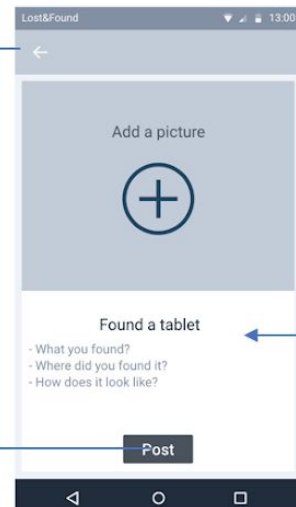 Lost&Found 13:00
Add a picture
Found a tablet
- What you found?
- Where did you found it?
- How does it look like?
Post